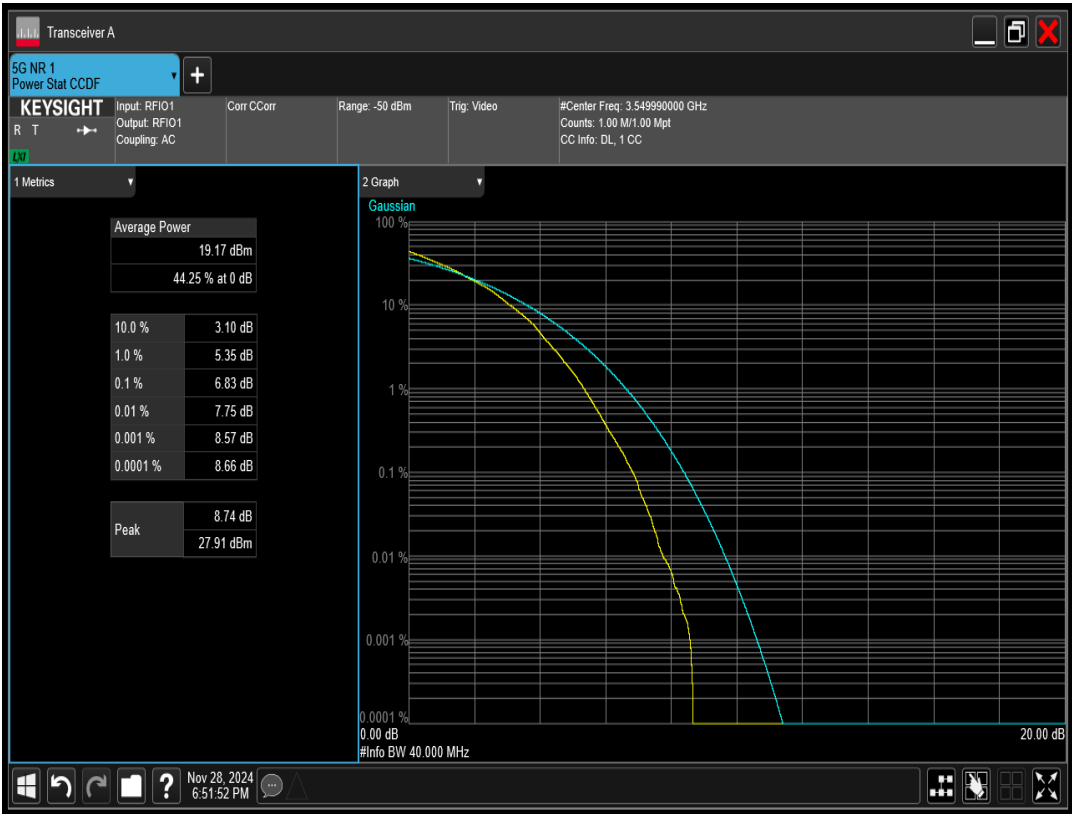 Transceiver A
5G NR 1
Power Stat CCDF
KEYSIGHT
R T
LXI
Input: RFIO1
Output: RFIO1
Coupling: AC
Corr CCorr
Range: -50 dBm
Trig: Video
#Center Freq: 3.549990000 GHz
Counts: 1.00 M/1.00 Mpt
CC Info: DL, 1 CC
1 Metrics
Average Power
19.17 dBm
44.25 % at 0 dB
10.0 % 3.10 dB
1.0 % 5.35 dB
0.1 % 6.83 dB
0.01 % 7.75 dB
0.001 % 8.57 dB
0.0001 % 8.66 dB
Peak 8.74 dB
27.91 dBm
2 Graph
Gaussian
100 %
10 %
1 %
0.1 %
0.01 %
0.001 %
0.0001 %
0.00 dB 20.00 dB
#Info BW 40.000 MHz
? Nov 28, 2024
6:51:52 PM